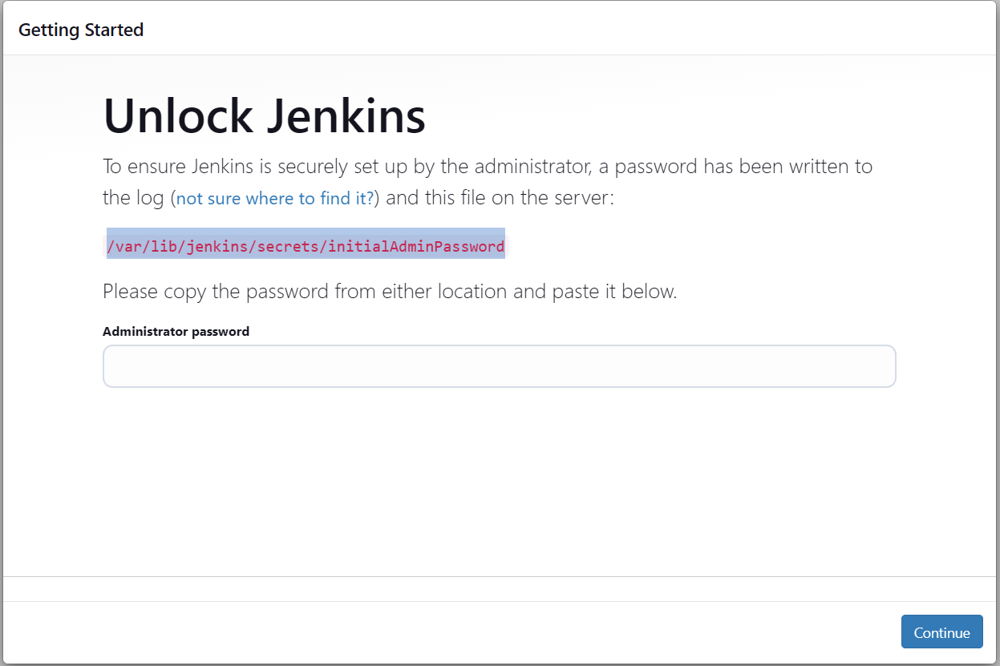 Getting Started
Unlock Jenkins
To ensure Jenkins is securely set up by the administrator, a password has been written to
the log (not sure where to find it?) and this file on the server:
/var/lib/jenkins/secrets/initialAdminPassword
Please copy the password from either location and paste it below.
Administrator password
Continue